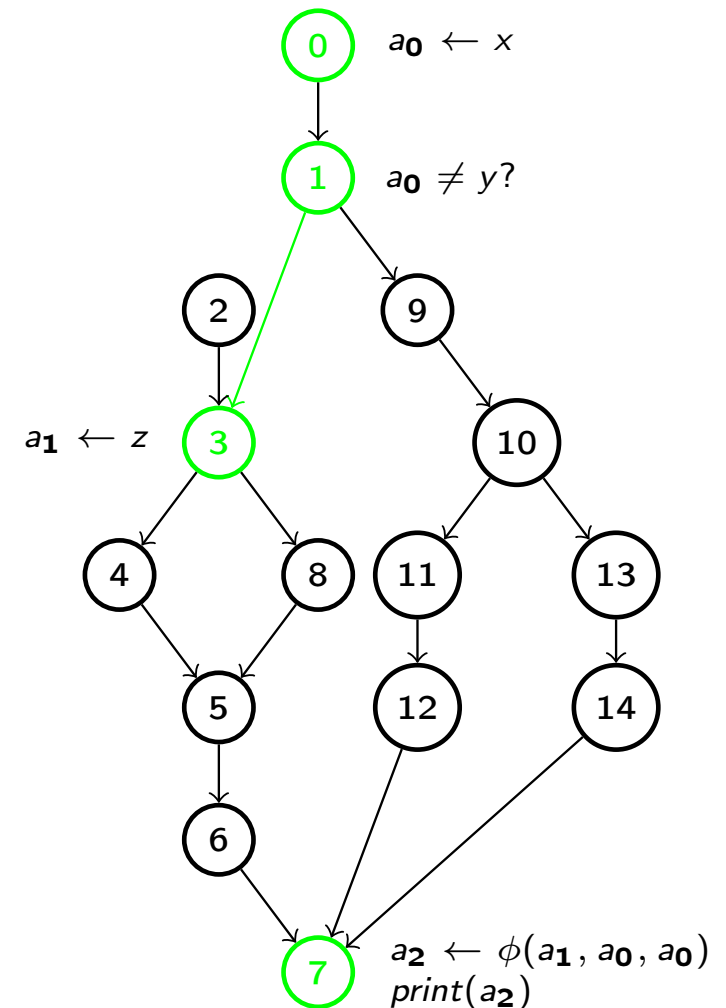 0 a₀ ← x
1 a₀ ≠ y?
2 9
a₁ ← z 3 10
4 8 11 13
5 12 14
6
7 a₂ ← ϕ(a₁, a₀, a₀)
print(a₂)